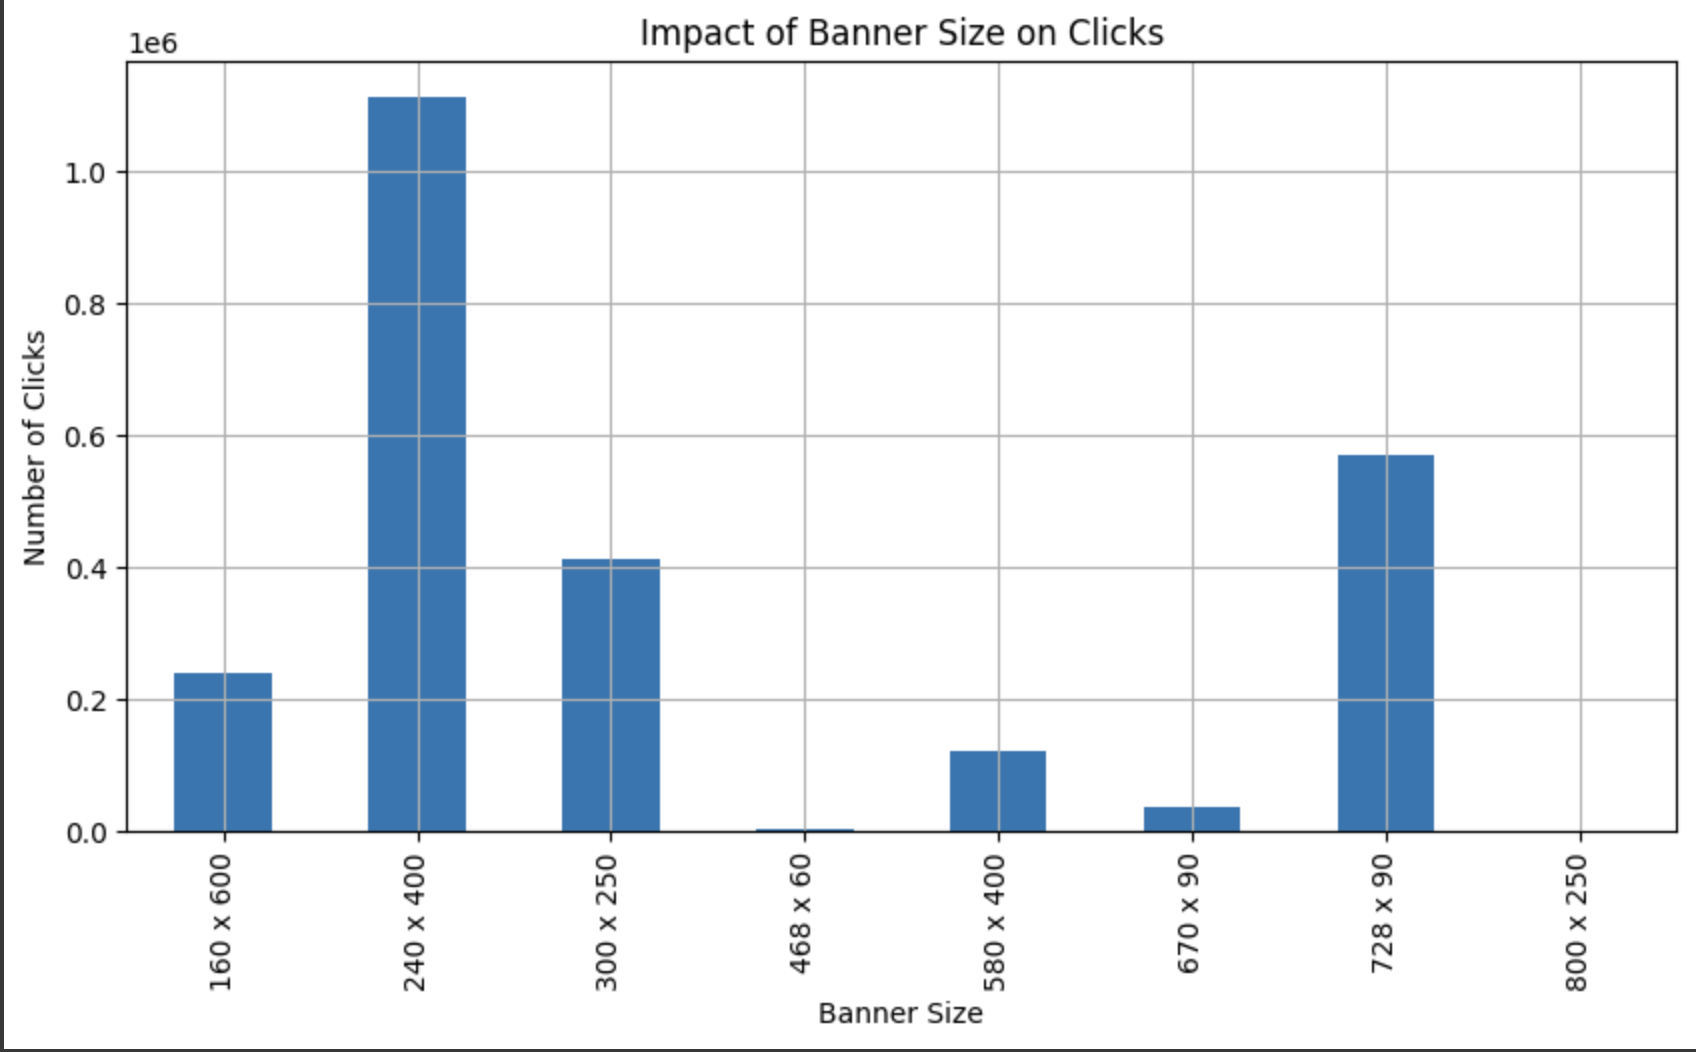 Impact of Banner Size on Clicks
1e6
Number of Clicks
1.0
0.8
0.6
0.4
0.2
0.0
160 x 600
240 x 400
300 x 250
468 x 60
580 x 400
670 x 90
728 x 90
800 x 250
Banner Size